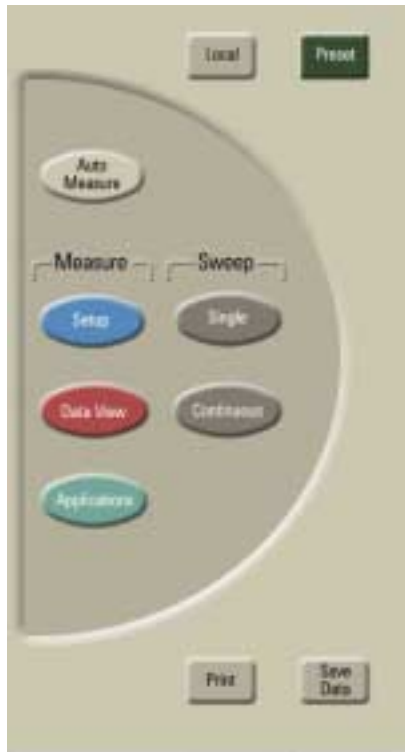 Local
Preset
Auto
Measure
Measure
Sweep
Setup
Single
Data View
Continuous
Applications
Print
Save
Data